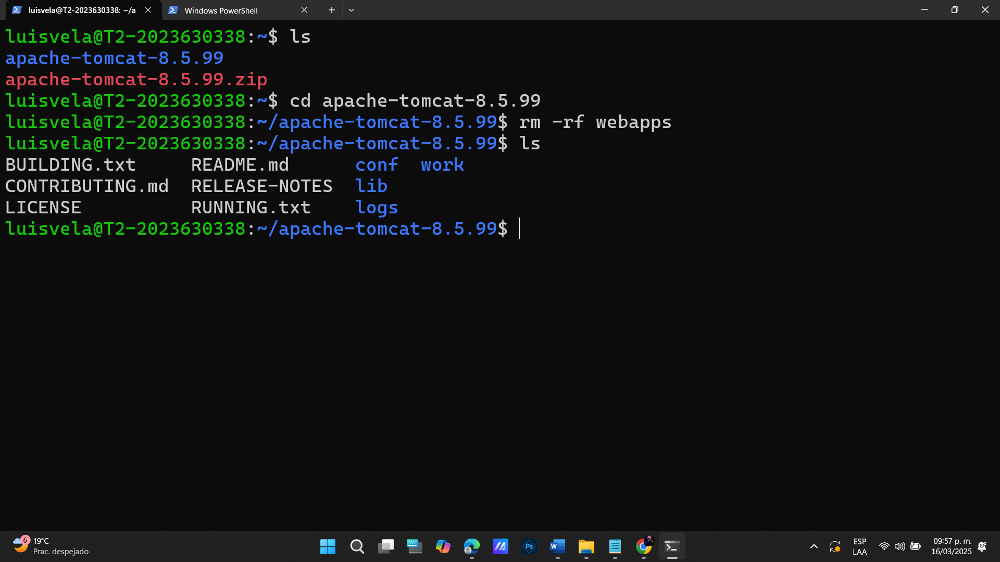 luisvela@T2-2023630338: ~/a
Windows PowerShell
luisvela@T2-2023630338:~$ ls
apache-tomcat-8.5.99
apache-tomcat-8.5.99.zip
luisvela@T2-2023630338:~$ cd apache-tomcat-8.5.99
luisvela@T2-2023630338:~/apache-tomcat-8.5.99$ rm -rf webapps
luisvela@T2-2023630338:~/apache-tomcat-8.5.99$ ls
BUILDING.txt README.md conf work
CONTRIBUTING.md RELEASE-NOTES lib
LICENSE RUNNING.txt logs
luisvela@T2-2023630338:~/apache-tomcat-8.5.99$
6
19°C
Prac. despejado
Ps
W
ESP
LAA
09:57 p. m.
16/03/2025